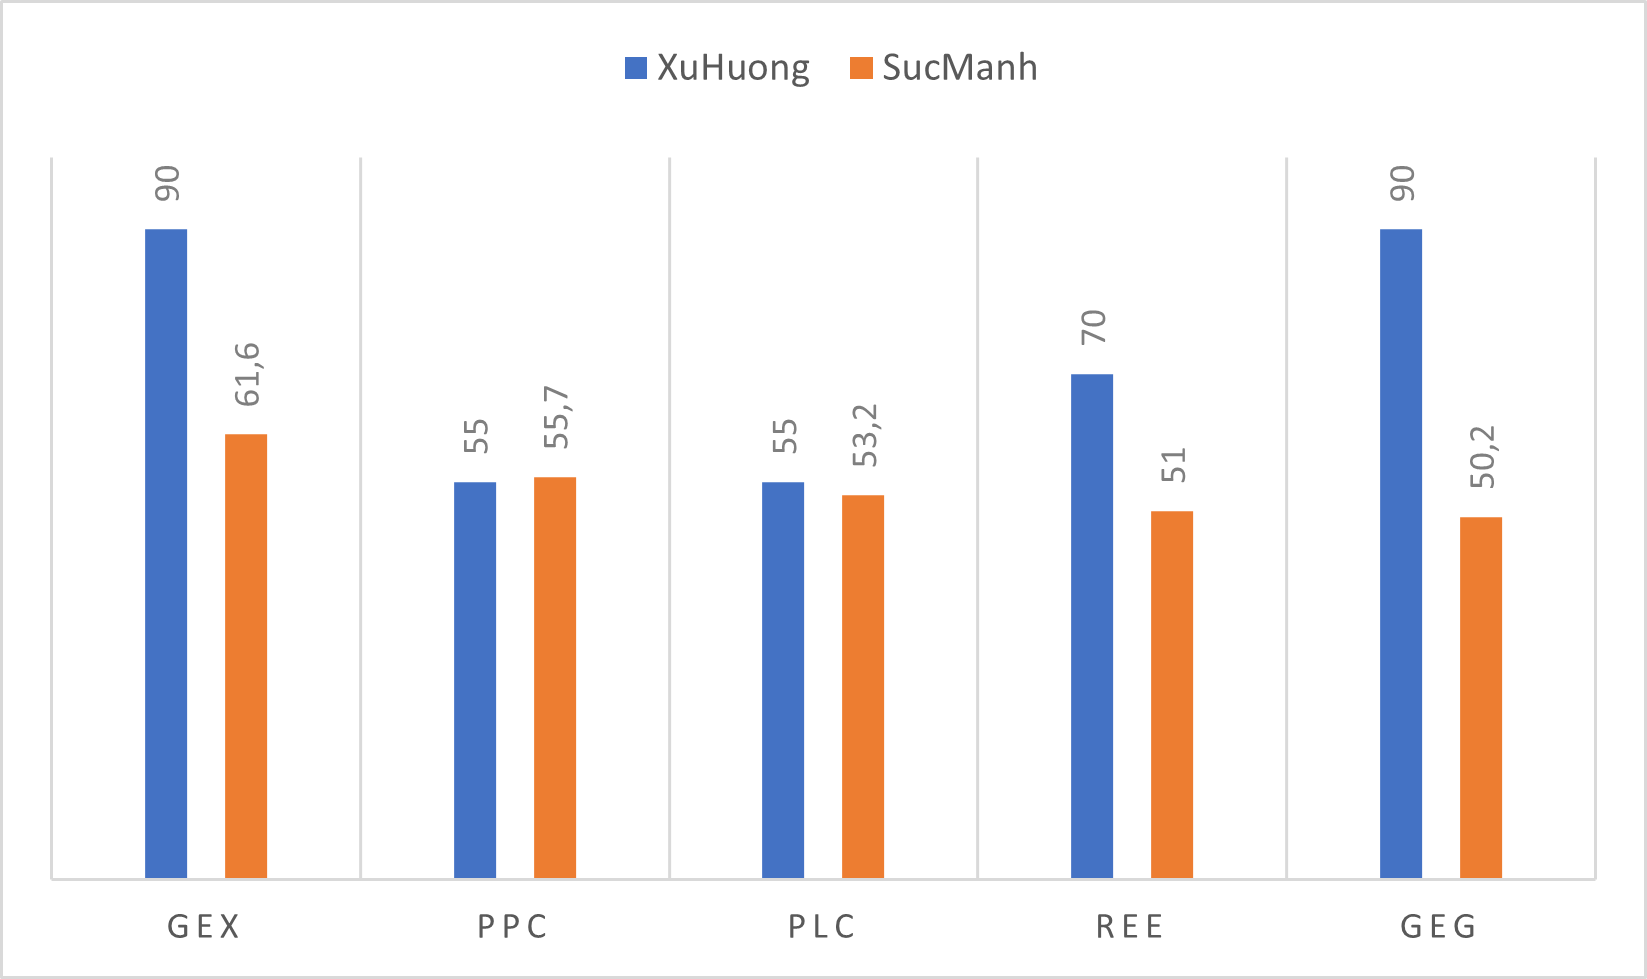 XuHuong SucManh
90 61,6 55 55,7 55 53,2 70 51 90 50,2
GEX PPC PLC REE GEG